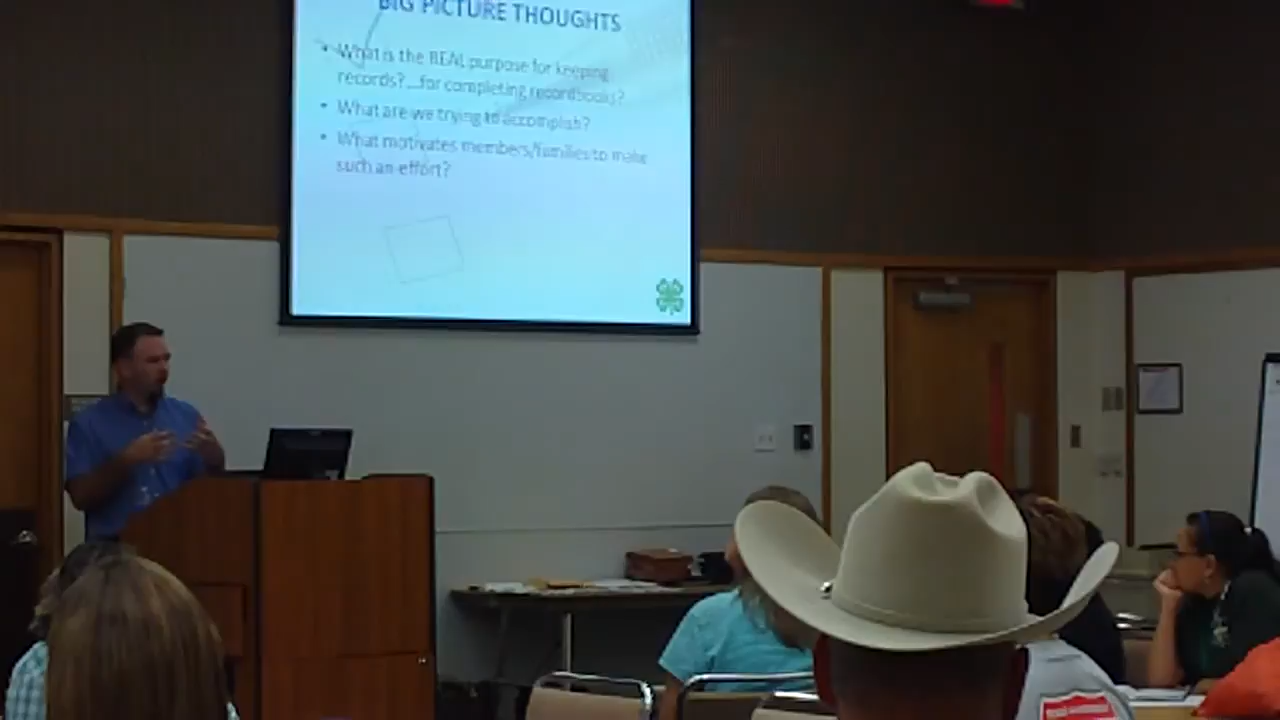 BIG PICTURE THOUGHTS
• What is the REAL purpose for keeping
records?...for completing recordbooks?
• What are we trying to accomplish?
• What motivates members/families to make
such an effort?